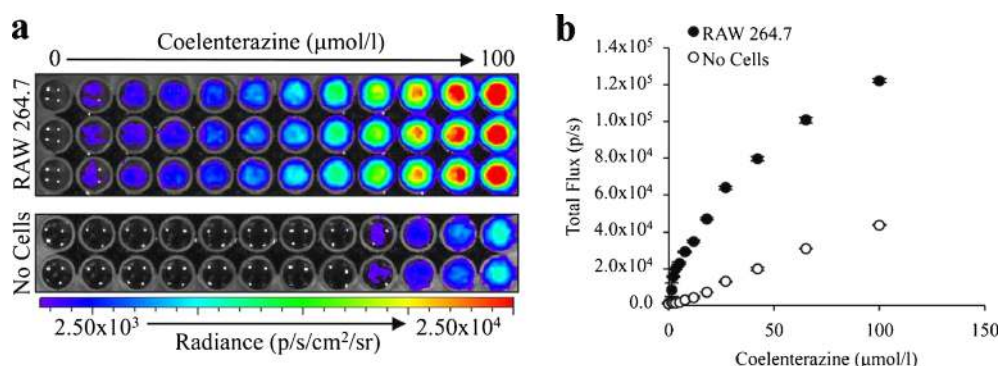 a
Coelenterazine (μmol/l)
0
100
RAW 264.7
No Cells
2.50x10³
2.50x10⁴
Radiance (p/s/cm²/sr)
b
RAW 264.7
No Cells
Total Flux (p/s)
1.4x10⁵
1.2x10⁵
1.0x10⁵
8.0x10⁴
6.0x10⁴
4.0x10⁴
2.0x10⁴
0.0
0
50
100
150
Coelenterazine (μmol/l)